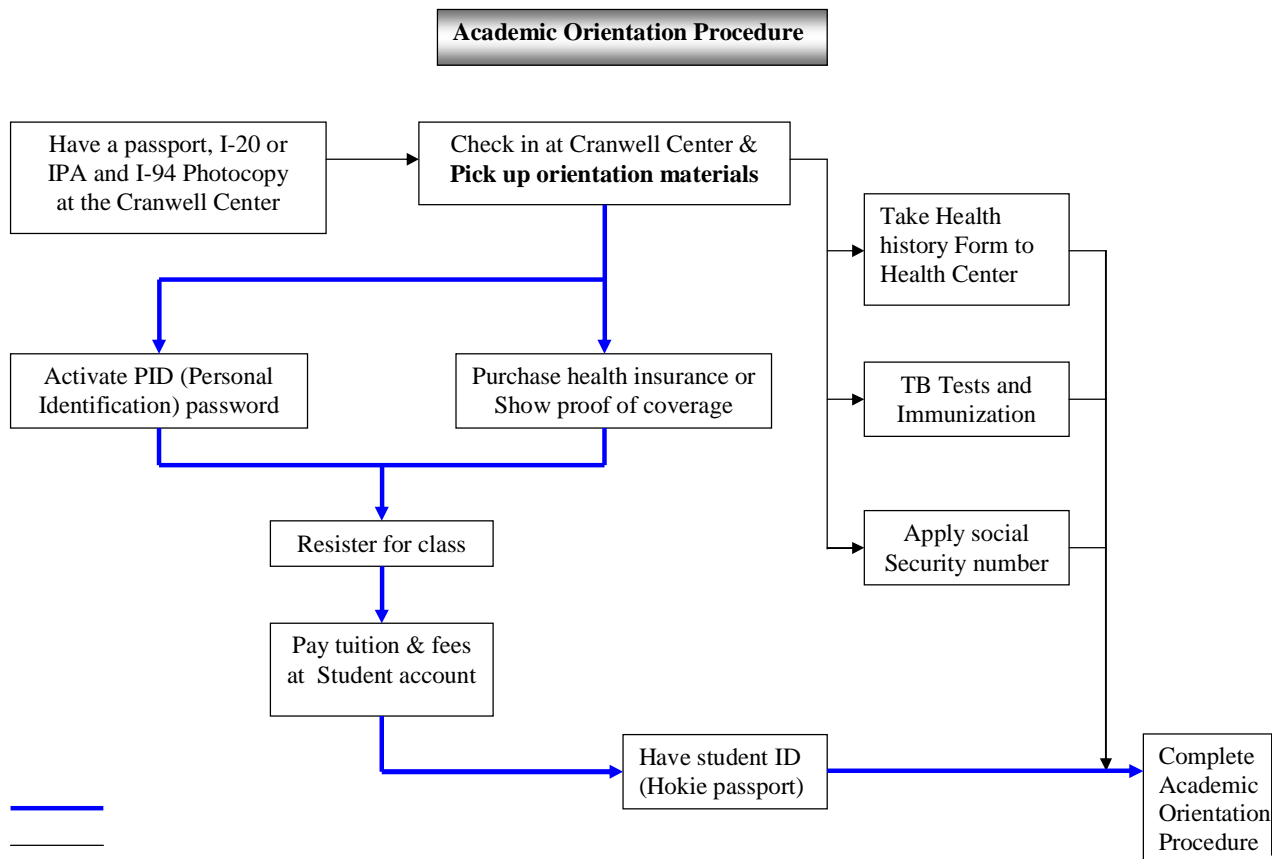 Academic Orientation Procedure
Have a passport, I-20 or
IPA and I-94 Photocopy
at the Cranwell Center
Check in at Cranwell Center &
Pick up orientation materials
Take Health
history Form to
Health Center
Activate PID (Personal
Identification) password
Purchase health insurance or
Show proof of coverage
TB Tests and
Immunization
Resister for class
Apply social
Security number
Pay tuition & fees
at Student account
Have student ID
(Hokie passport)
Complete
Academic
Orientation
Procedure